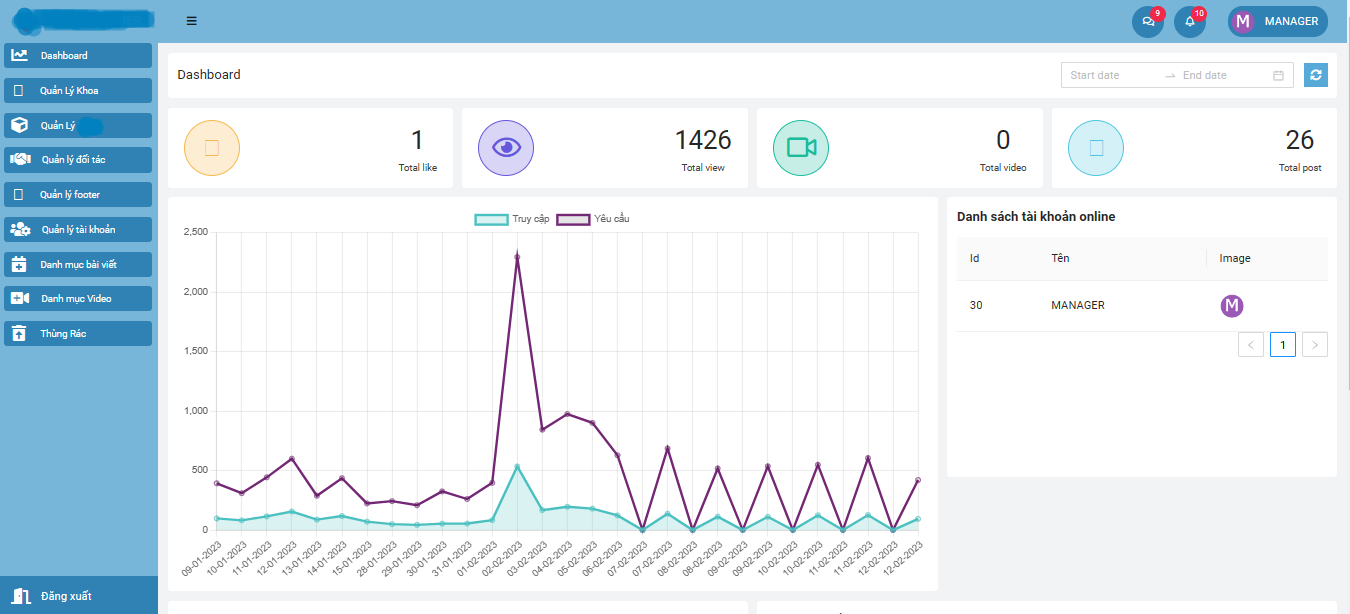 9
10
M
MANAGER
Dashboard
Quản Lý Khoa
Quản Lý
Quản lý đối tác
Quản lý footer
Quản lý tài khoản
Danh mục bài viết
Danh mục Video
Thùng Rác
Đăng xuất
Dashboard
Start date
End date
1
Total like
1426
Total view
0
Total video
26
Total post
Truy cập
Yêu cầu
2,500
2,000
1,500
1,000
500
0
09-01-2023
10-01-2023
11-01-2023
12-01-2023
13-01-2023
14-01-2023
15-01-2023
28-01-2023
29-01-2023
30-01-2023
31-01-2023
01-02-2023
02-02-2023
03-02-2023
04-02-2023
05-02-2023
06-02-2023
07-02-2023
07-02-2023
08-02-2023
08-02-2023
09-02-2023
09-02-2023
10-02-2023
10-02-2023
11-02-2023
11-02-2023
12-02-2023
12-02-2023
Danh sách tài khoản online
Id
Tên
Image
30
MANAGER
M
1